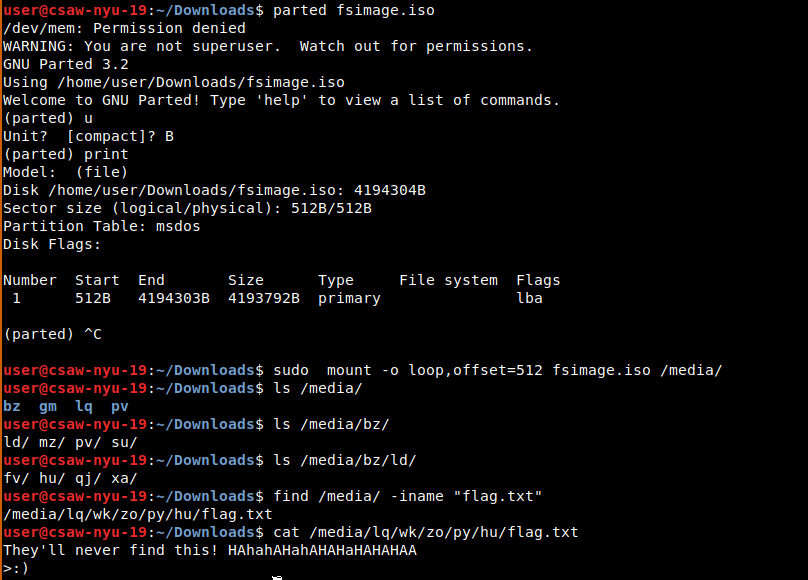 user@csaw-nyu-19:~/Downloads$ parted fsimage.iso
/dev/mem: Permission denied
WARNING: You are not superuser.  Watch out for permissions.
GNU Parted 3.2
Using /home/user/Downloads/fsimage.iso
Welcome to GNU Parted! Type 'help' to view a list of commands.
(parted) u
Unit?  [compact]? B
(parted) print
Model:  (file)
Disk /home/user/Downloads/fsimage.iso: 4194304B
Sector size (logical/physical): 512B/512B
Partition Table: msdos
Disk Flags:
Number  Start  End       Size      Type     File system  Flags
 1      512B   4194303B  4193792B  primary               lba
(parted) ^C
user@csaw-nyu-19:~/Downloads$ sudo  mount -o loop,offset=512 fsimage.iso /media/
user@csaw-nyu-19:~/Downloads$ ls /media/
bz  gm  lq  pv
user@csaw-nyu-19:~/Downloads$ ls /media/bz/
ld/ mz/ pv/ su/
user@csaw-nyu-19:~/Downloads$ ls /media/bz/ld/
fv/ hu/ qj/ xa/
user@csaw-nyu-19:~/Downloads$ find /media/ -iname "flag.txt"
/media/lq/wk/zo/py/hu/flag.txt
user@csaw-nyu-19:~/Downloads$ cat /media/lq/wk/zo/py/hu/flag.txt
They'll never find this! HAhahAHahAHAHaHAHAHAA
>:)